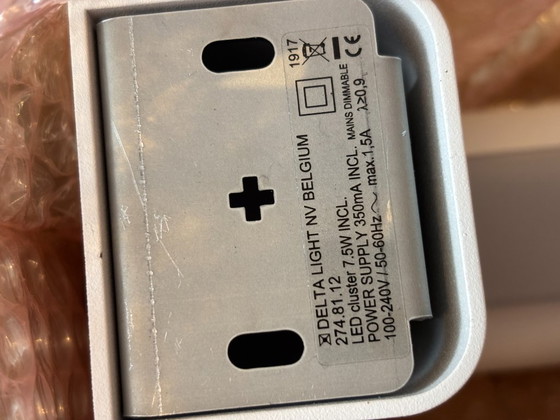 DELTA LIGHT NV BELGIUM
274.81.12
LED cluster 7.5W INCL.
POWER SUPPLY 350mA INCL. MAINS DIMMABLE
100-240V / 50-60Hz ~ max.1,5A λ≥0,9
1917
CE